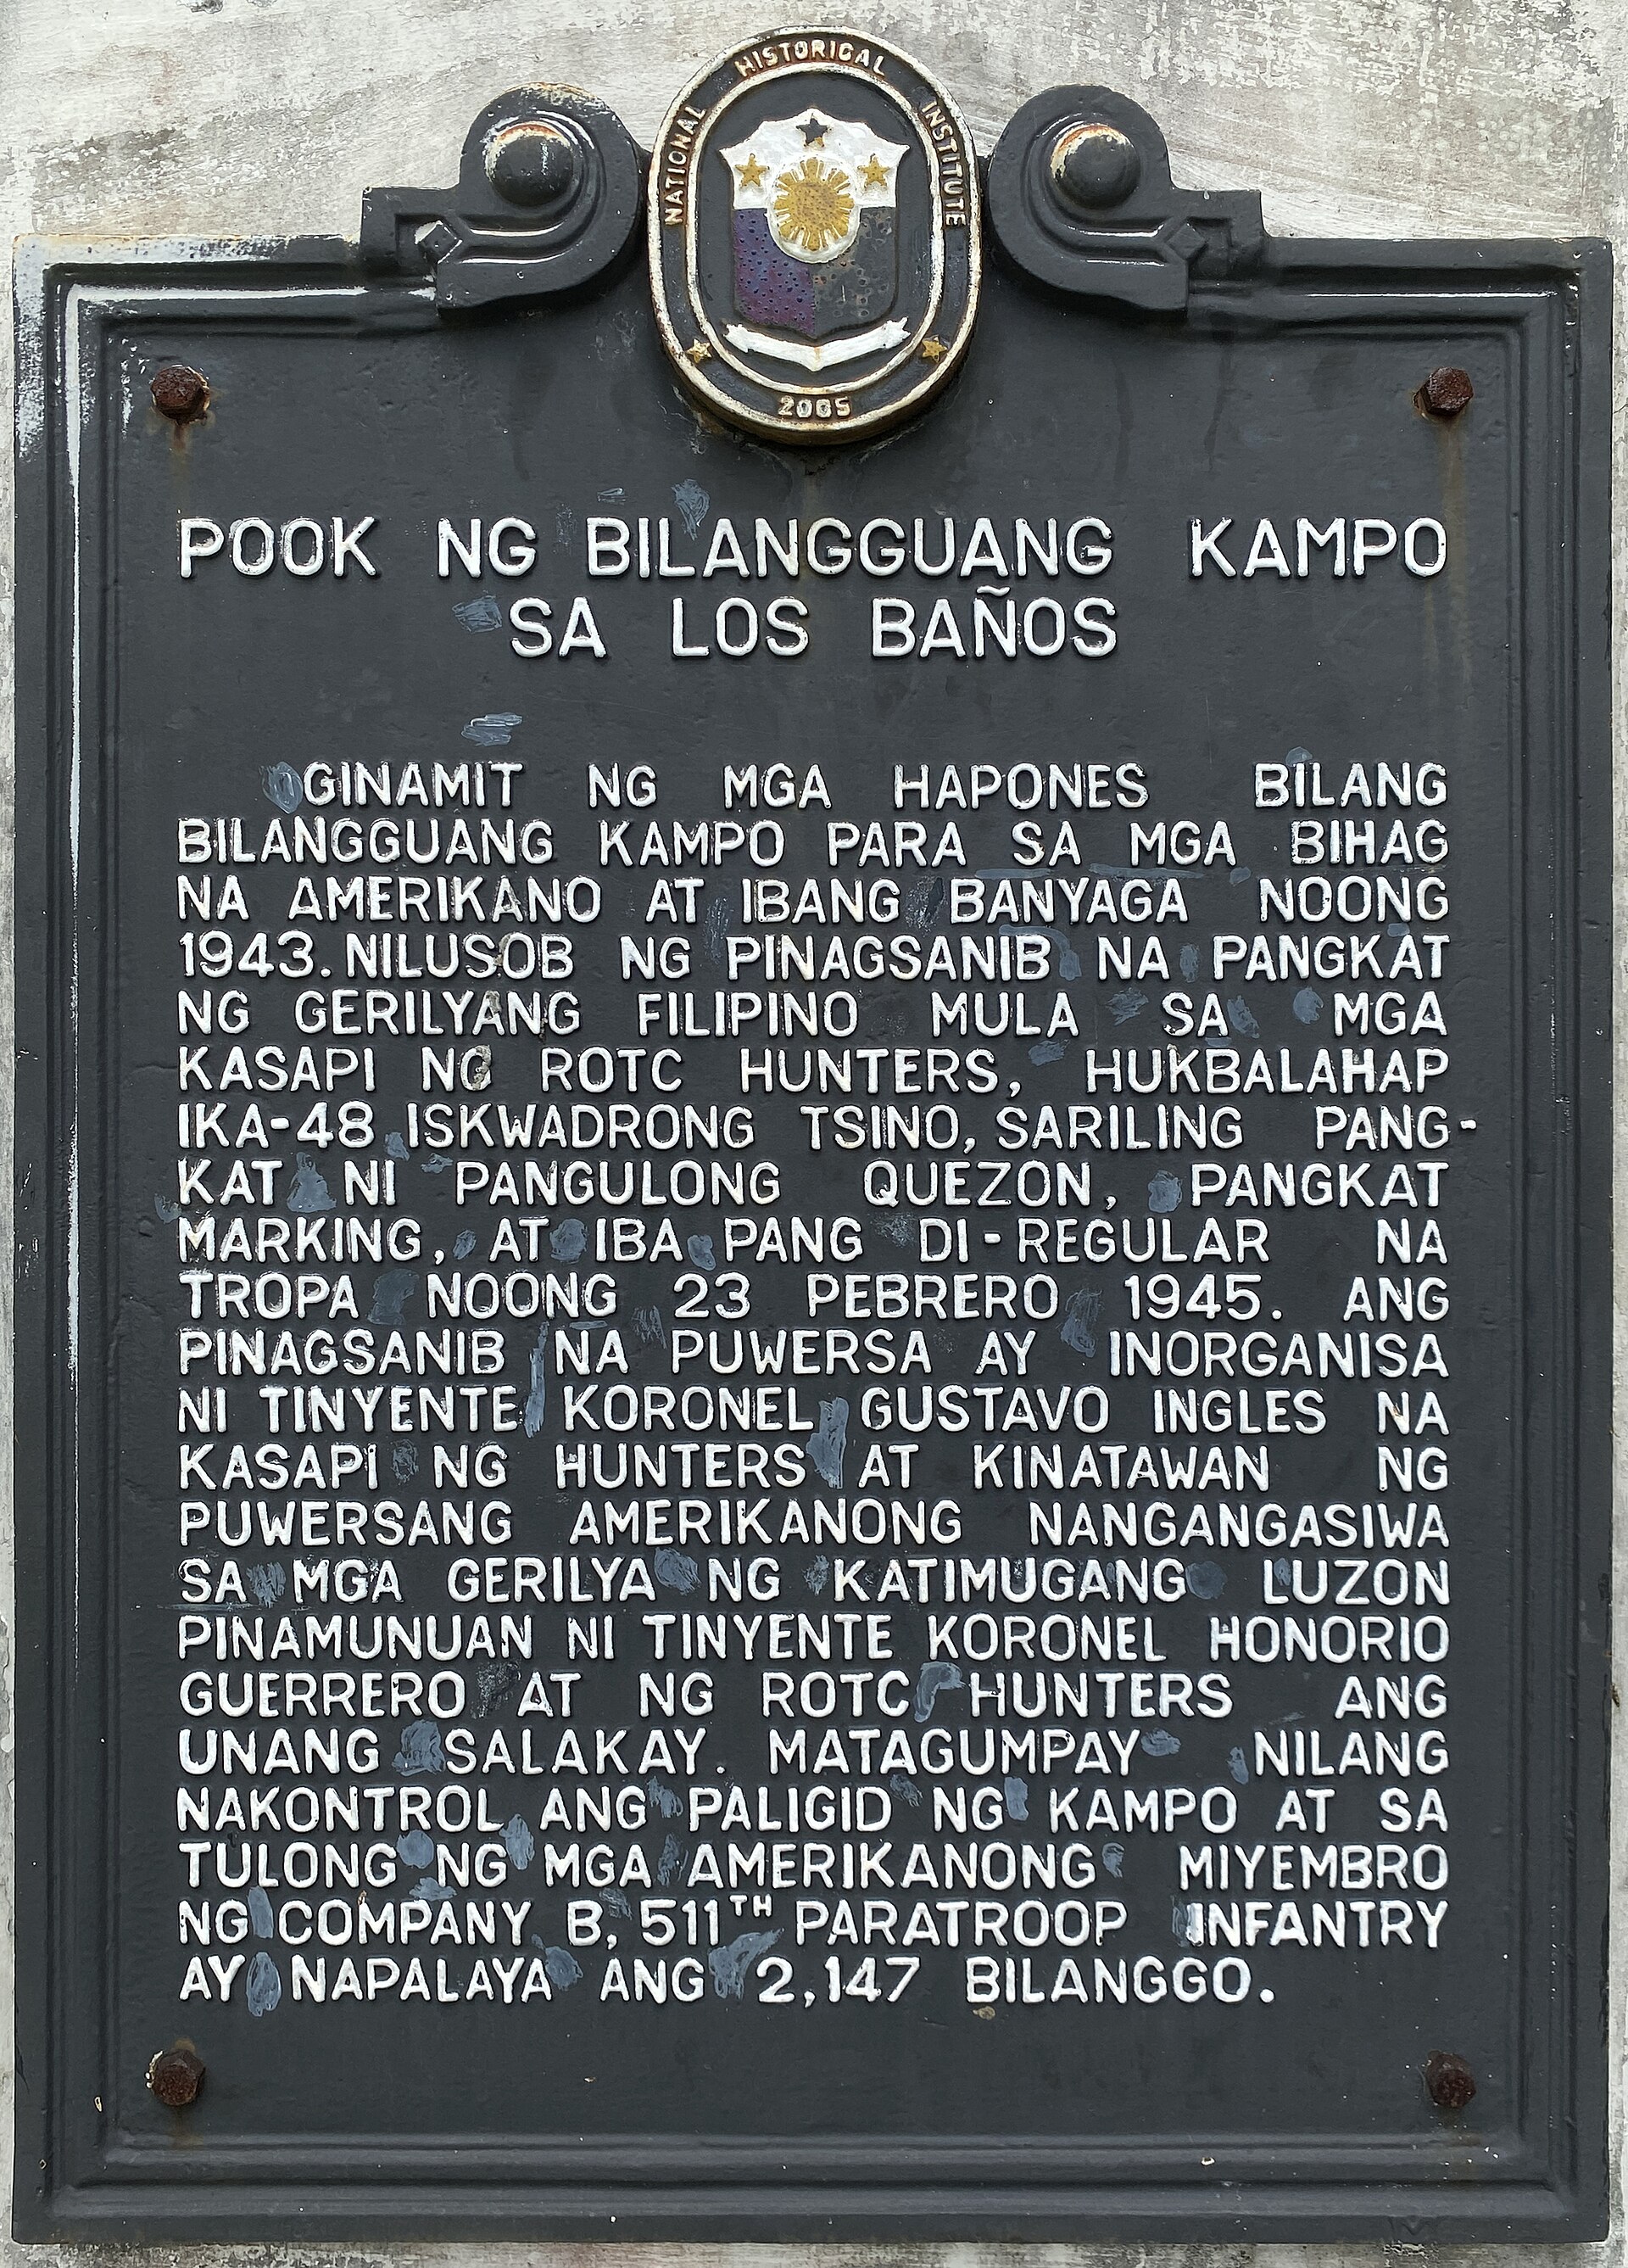 NATIONAL HISTORICAL INSTITUTE
2005
POOK NG BILANGGUANG KAMPO
SA LOS BAÑOS
GINAMIT NG MGA HAPONES BILANG
BILANGGUANG KAMPO PARA SA MGA BIHAG
NA AMERIKANO AT IBANG BANYAGA NOONG
1943. NILUSOB NG PINAGSANIB NA PANGKAT
NG GERILYANG FILIPINO MULA SA MGA
KASAPI NG ROTC HUNTERS, HUKBALAHAP
IKA-48 ISKWADRONG TSINO, SARILING PANG-
KAT NI PANGULONG QUEZON, PANGKAT
MARKING, AT IBA PANG DI-REGULAR NA
TROPA NOONG 23 PEBRERO 1945. ANG
PINAGSANIB NA PUWERSA AY INORGANISA
NI TINYENTE KORONEL GUSTAVO INGLES NA
KASAPI NG HUNTERS AT KINATAWAN NG
PUWERSANG AMERIKANONG NANGANGASIWA
SA MGA GERILYA NG KATIMUGANG LUZON
PINAMUNUAN NI TINYENTE KORONEL HONORIO
GUERRERO AT NG ROTC HUNTERS ANG
UNANG SALAKAY. MATAGUMPAY NILANG
NAKONTROL ANG PALIGID NG KAMPO AT SA
TULONG NG MGA AMERIKANONG MIYEMBRO
NG COMPANY B, 511TH PARATROOP INFANTRY
AY NAPALAYA ANG 2,147 BILANGGO.